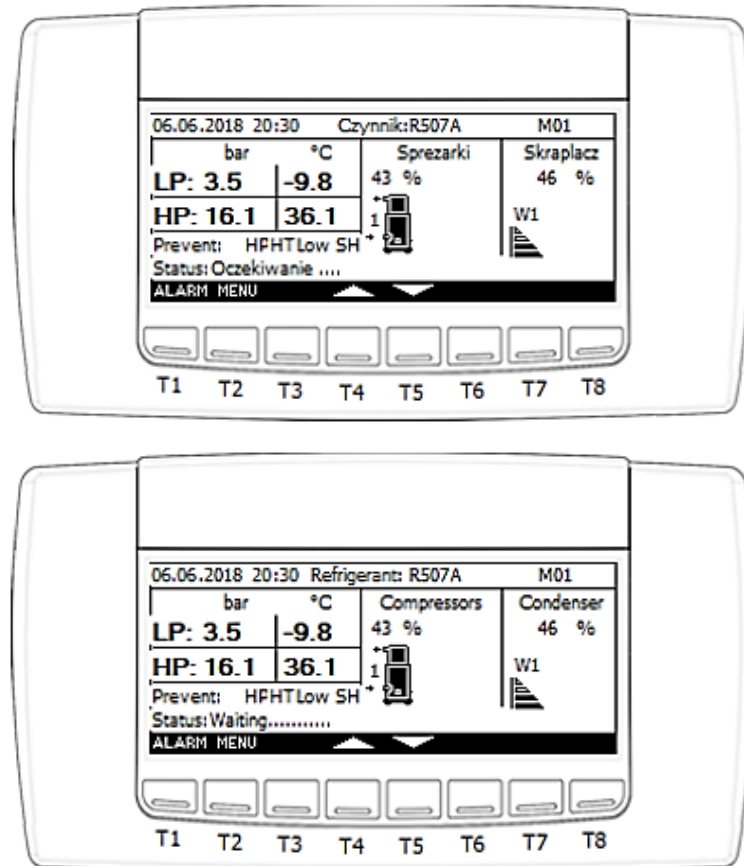 06.06.2018 20:30 Czynnik:R507A M01
bar °C Sprezarki Skraplacz
LP: 3.5 -9.8 43 % 46 %
HP: 16.1 36.1 1 W1
Prevent: HPHTLow SH
Status: Oczekiwanie ....
ALARM MENU
T1 T2 T3 T4 T5 T6 T7 T8
06.06.2018 20:30 Refrigerant: R507A M01
bar °C Compressors Condenser
LP: 3.5 -9.8 43 % 46 %
HP: 16.1 36.1 1 W1
Prevent: HPHTLow SH
Status: Waiting...........
ALARM MENU
T1 T2 T3 T4 T5 T6 T7 T8